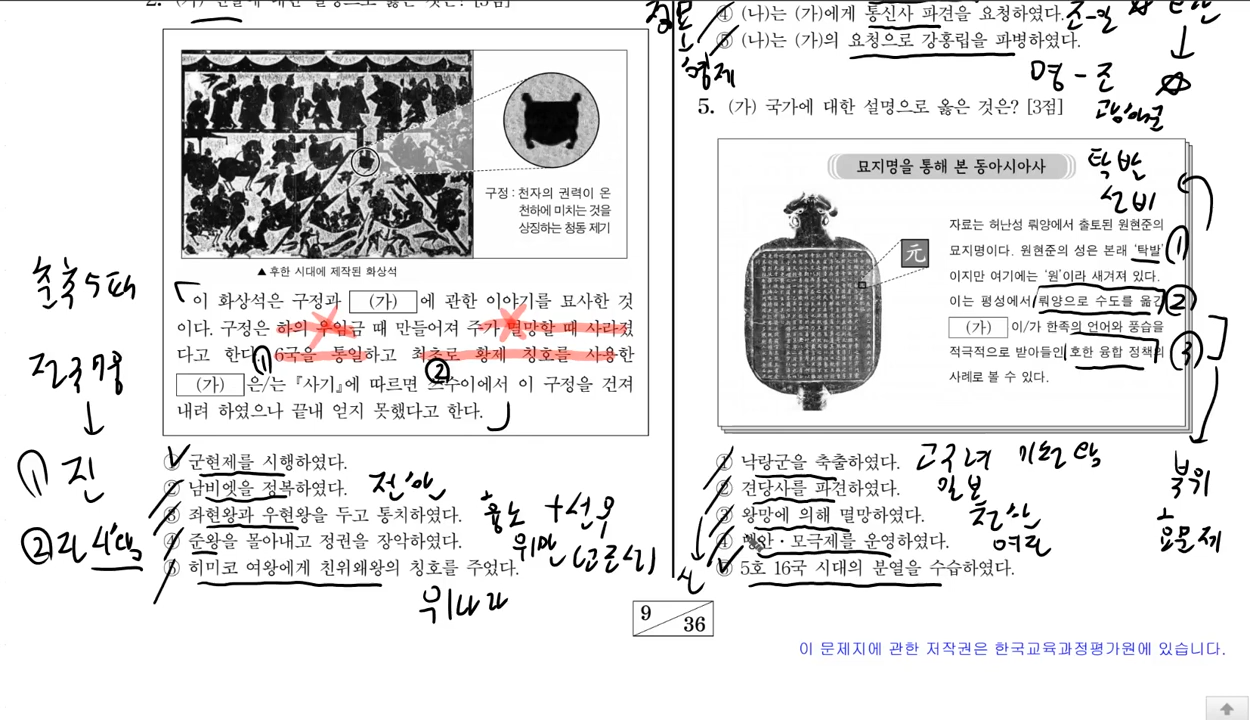 ④ (나)는 (가)에게 통신사 파견을 요청하였다.
⑤ (나)는 (가)의 요청으로 강홍립을 파병하였다.
명 - 조
구정 : 천자의 권력이 온
천하에 미치는 것을
상징하는 청동 제기
▲ 후한 시대에 제작된 화상석
이 화상석은 구정과 (가) 에 관한 이야기를 묘사한 것
이다. 구정은 하의 우임금 때 만들어져 주가 멸망할 때 사라졌
다고 한다. 6국을 통일하고 최초로 황제 칭호를 사용한
(가) 은/는 『사기』에 따르면 쓰수이에서 이 구정을 건져
내려 하였으나 끝내 얻지 못했다고 한다.
① 군현제를 시행하였다.
② 남비엣을 정복하였다.
③ 좌현왕과 우현왕을 두고 통치하였다.
④ 준왕을 몰아내고 정권을 장악하였다.
⑤ 히미코 여왕에게 친위왜왕의 칭호를 주었다.
춘추5패
전국7웅
↓
① 진
② 진시황
전한
흉노 + 선우
위만 (고조선)
위나라
9
36
5. (가) 국가에 대한 설명으로 옳은 것은? [3점]
묘지명을 통해 본 동아시아사
元
자료는 허난성 뤄양에서 출토된 원현준의
묘지명이다. 원현준의 성은 본래 '탁발'
이지만 여기에는 '원'이라 새겨져 있다.
이는 평성에서 뤄양으로 수도를 옮긴
(가) 이/가 한족의 언어와 풍습을
적극적으로 받아들인 호한 융합 정책의
사례로 볼 수 있다.
탁발
선비
①
②
③
북위
효문제
① 낙랑군을 축출하였다.
② 견당사를 파견하였다.
③ 왕망에 의해 멸망하였다.
④ 맹안·모극제를 운영하였다.
⑤ 5호 16국 시대의 분열을 수습하였다.
고구려
일본
전한
여진
신
이 문제지에 관한 저작권은 한국교육과정평가원에 있습니다.